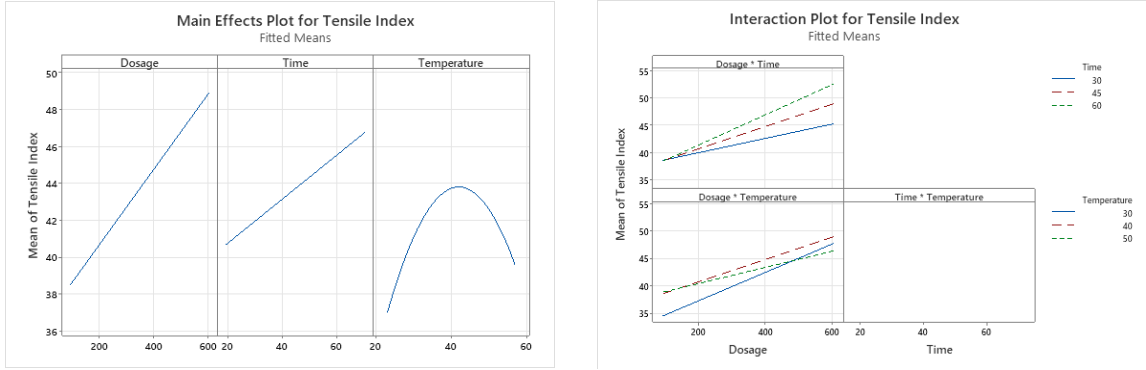 Main Effects Plot for Tensile Index
Fitted Means
Dosage Time Temperature
Mean of Tensile Index
50
48
46
44
42
40
38
36
200 400 600 20 40 60 20 40 60
Interaction Plot for Tensile Index
Fitted Means
Dosage * Time
Mean of Tensile Index
55
50
45
40
35
Time
30
45
60
Dosage * Temperature Time * Temperature
55
50
45
40
35
Temperature
30
40
50
200 400 600 20 40 60
Dosage Time